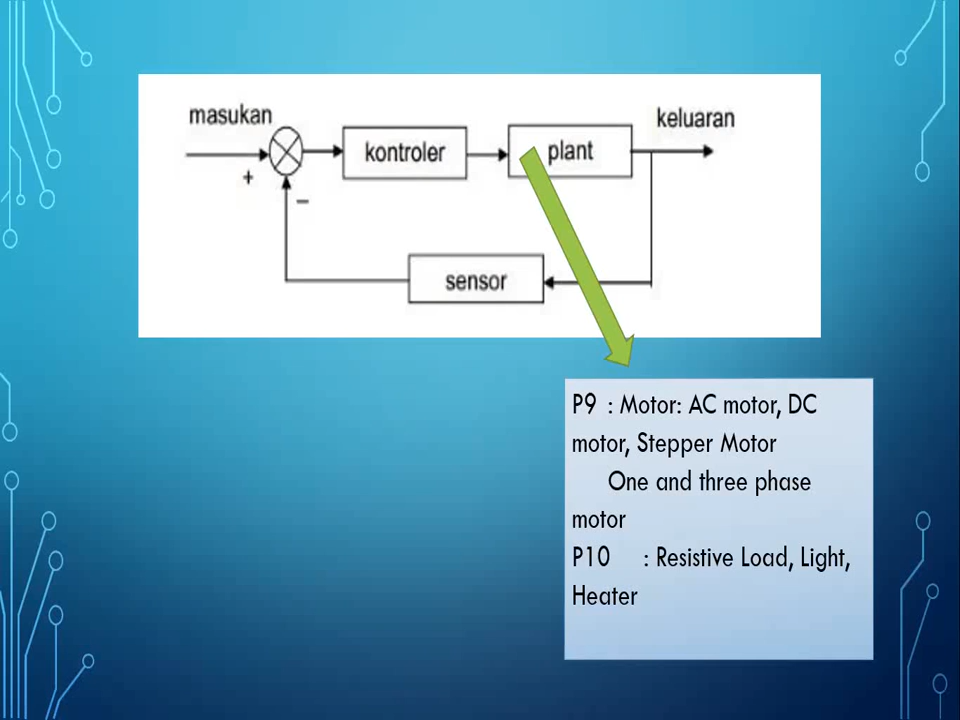 masukan
keluaran
kontroler
plant
+
–
sensor
P9 : Motor: AC motor, DC
motor, Stepper Motor
One and three phase
motor
P10 : Resistive Load, Light,
Heater